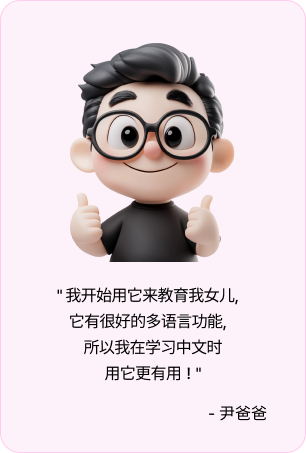 "我开始用它来教育我女儿,
它有很好的多语言功能,
所以我在学习中文时
用它更有用！"
- 尹爸爸